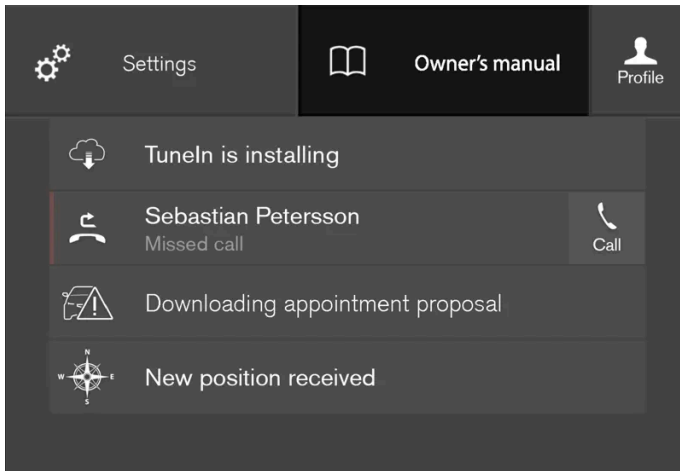 Settings
Owner's manual
Profile
TuneIn is installing
Sebastian Petersson
Missed call
Call
Downloading appointment proposal
N
W E
S
New position received